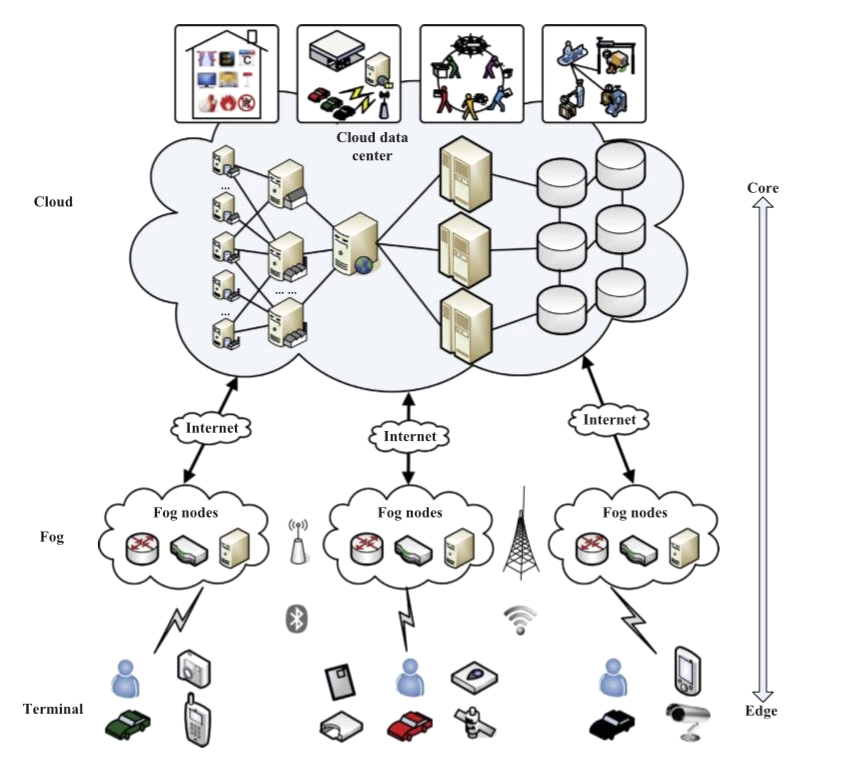 Cloud data
center
Cloud
Core
...
... ...
...
Internet
Internet
Internet
Fog nodes
Fog nodes
Fog nodes
Fog
Terminal
Edge